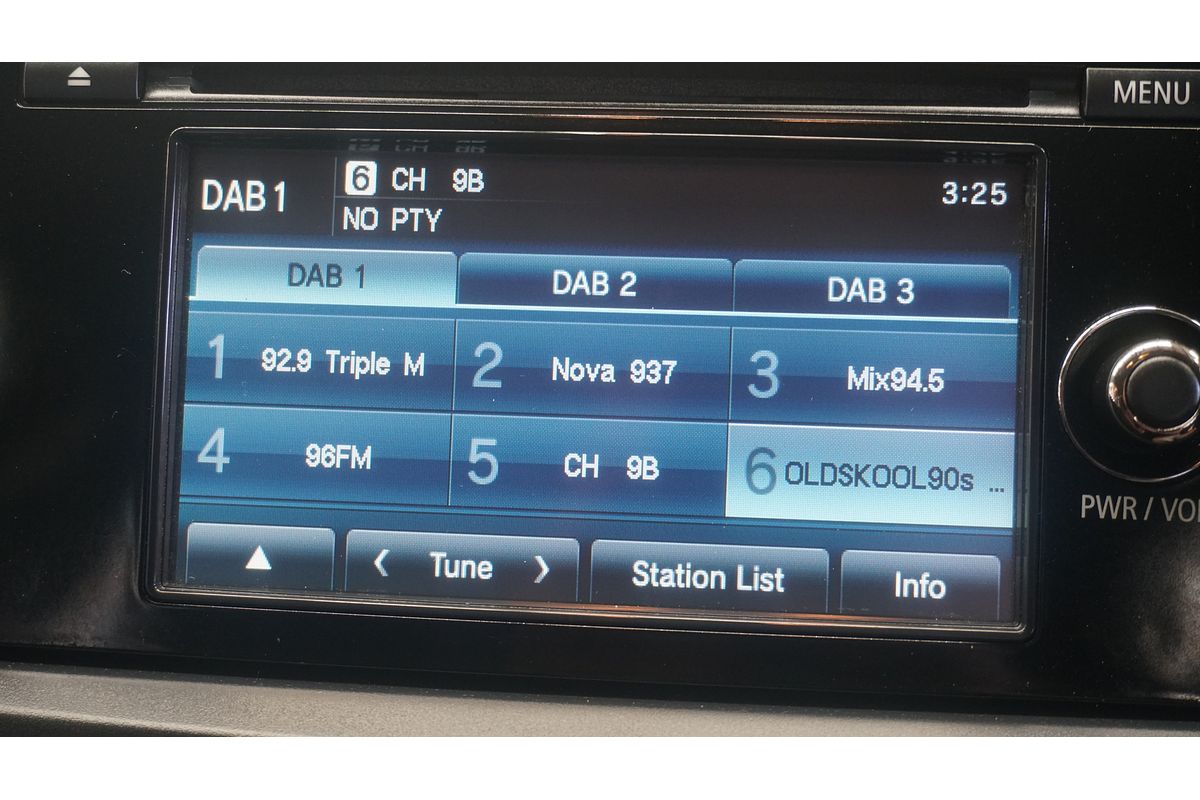 MENU
DAB 1
6 CH 9B
NO PTY
3:25
DAB 1 DAB 2 DAB 3
1 92.9 Triple M 2 Nova 937 3 Mix94.5
4 96FM 5 CH 9B 6 OLDSKOOL90s ...
Tune Station List Info
PWR / VO